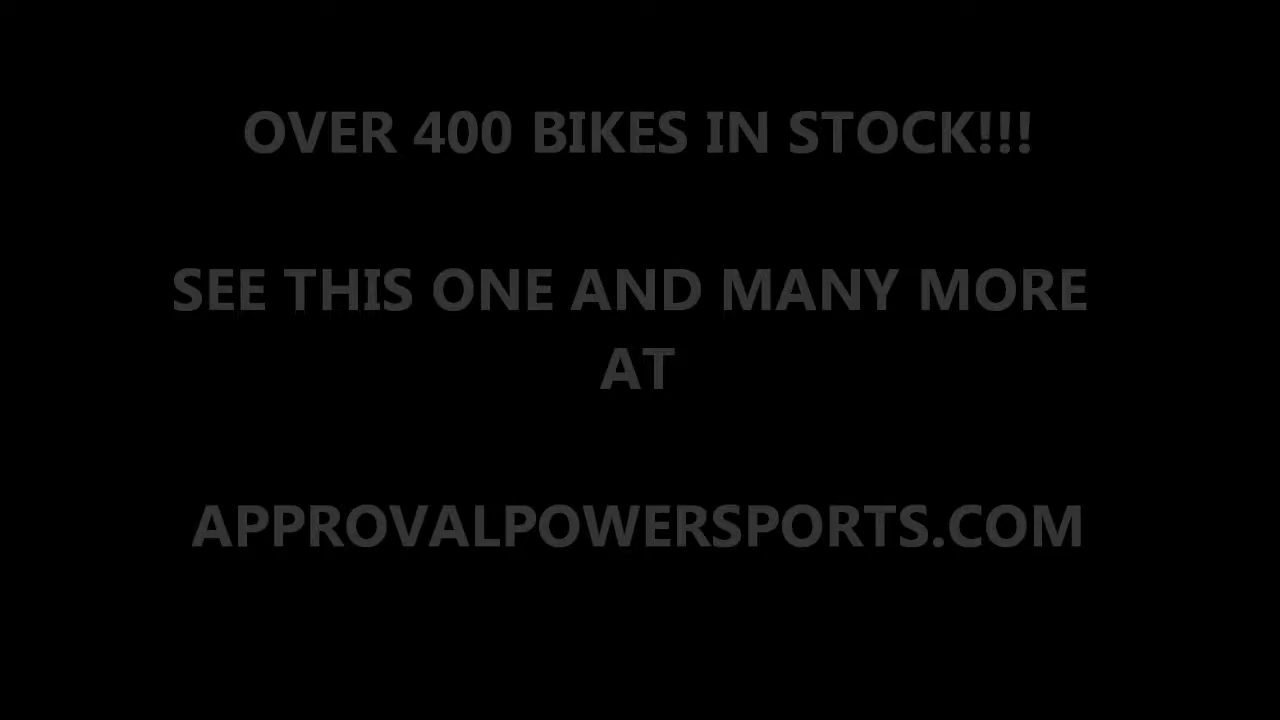 OVER 400 BIKES IN STOCK!!!
SEE THIS ONE AND MANY MORE
AT
APPROVALPOWERSPORTS.COM